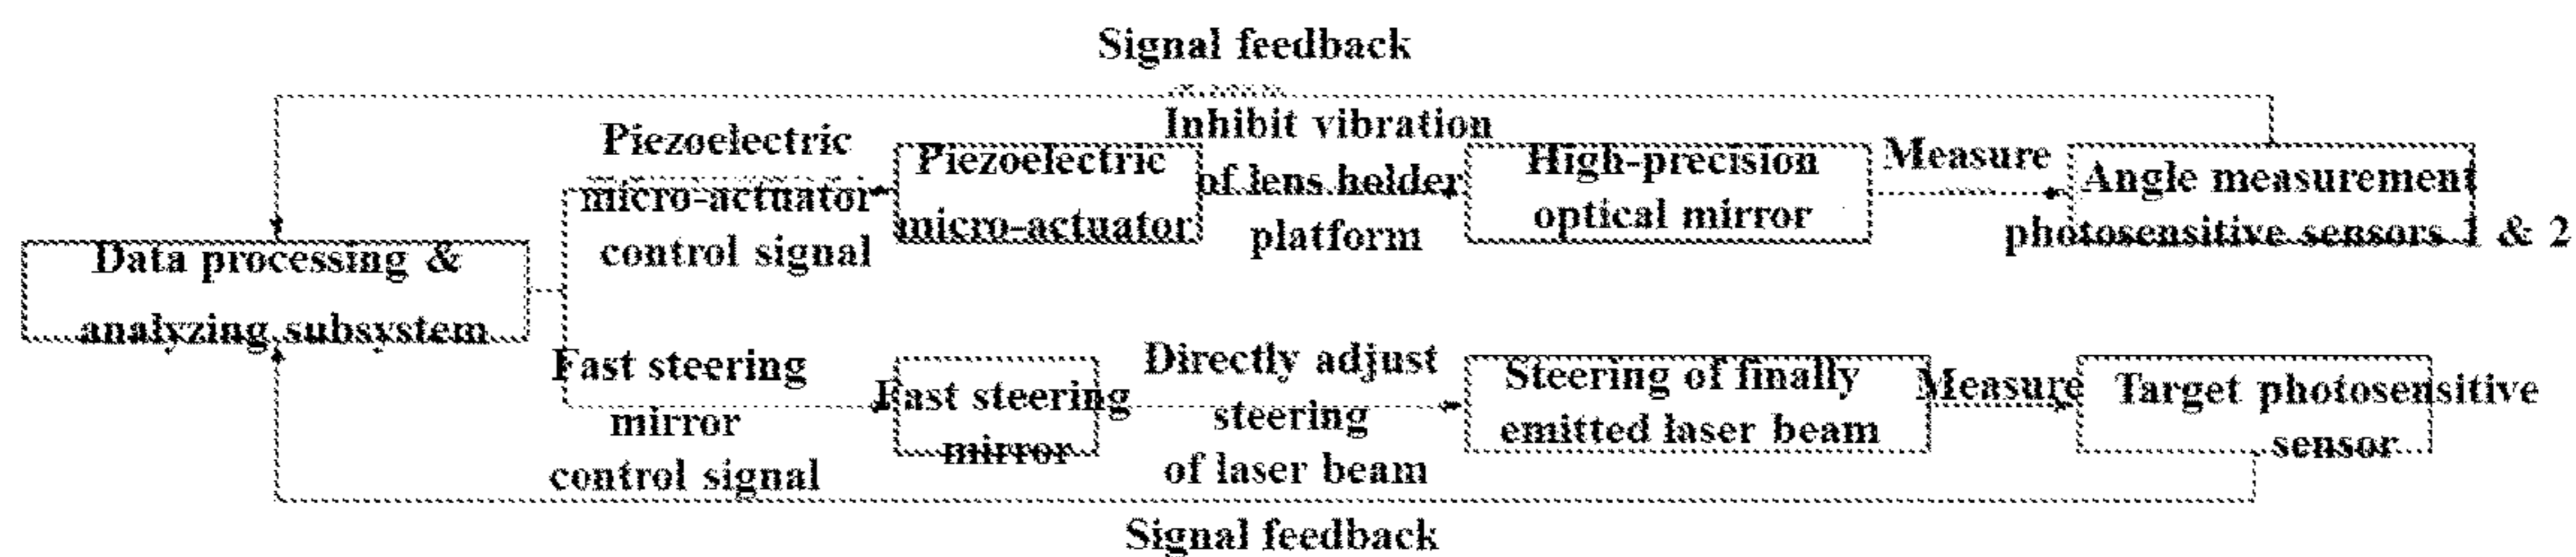 Signal feedback
Piezoelectric
micro-actuator
control signal
Piezoelectric
micro-actuator
Inhibit vibration
of lens holder
platform
High-precision
optical mirror
Measure
Angle measurement
photosensitive sensors 1 & 2
Data processing &
analyzing subsystem
Fast steering
mirror
control signal
Fast steering
mirror
Directly adjust
steering
of laser beam
Steering of finally
emitted laser beam
Measure
Target photosensitive
sensor
Signal feedback